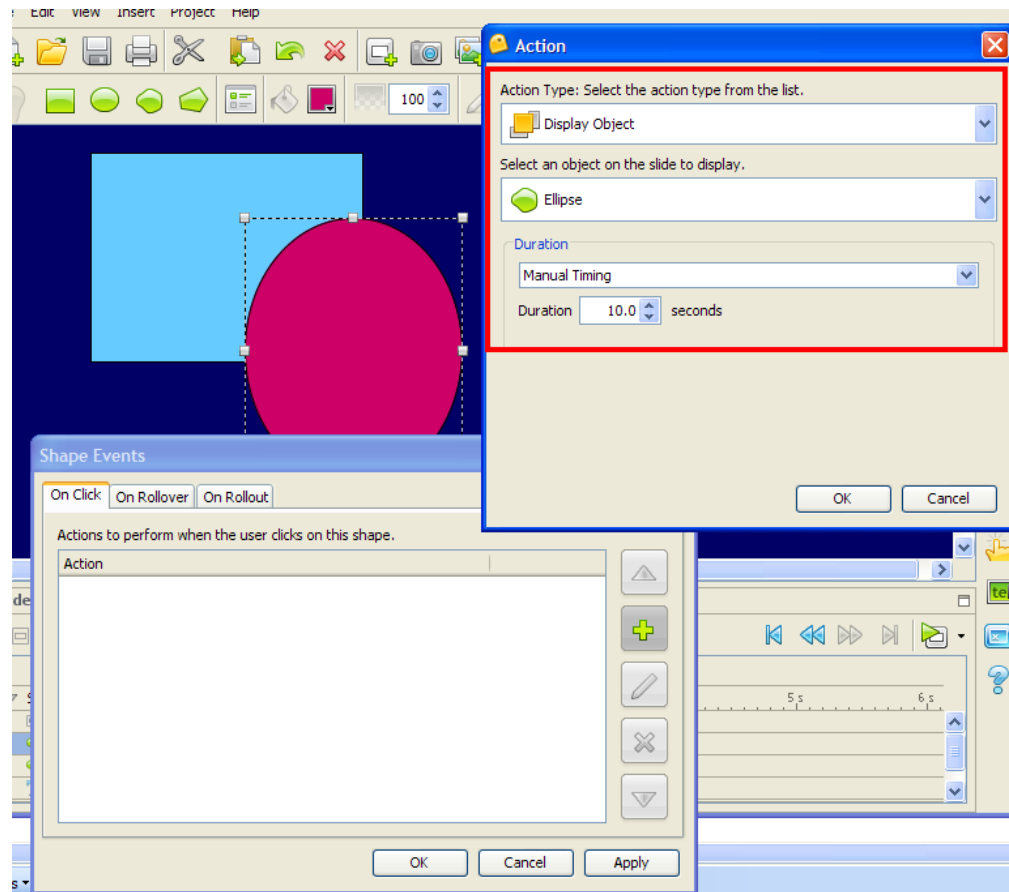 Edit View Insert Project Help
100
Action
Action Type: Select the action type from the list.
Display Object
Select an object on the slide to display.
Ellipse
Duration
Manual Timing
Duration 10.0 seconds
OK Cancel
Shape Events
On Click On Rollover On Rollout
Actions to perform when the user clicks on this shape.
Action
5 s 6 s
OK Cancel Apply